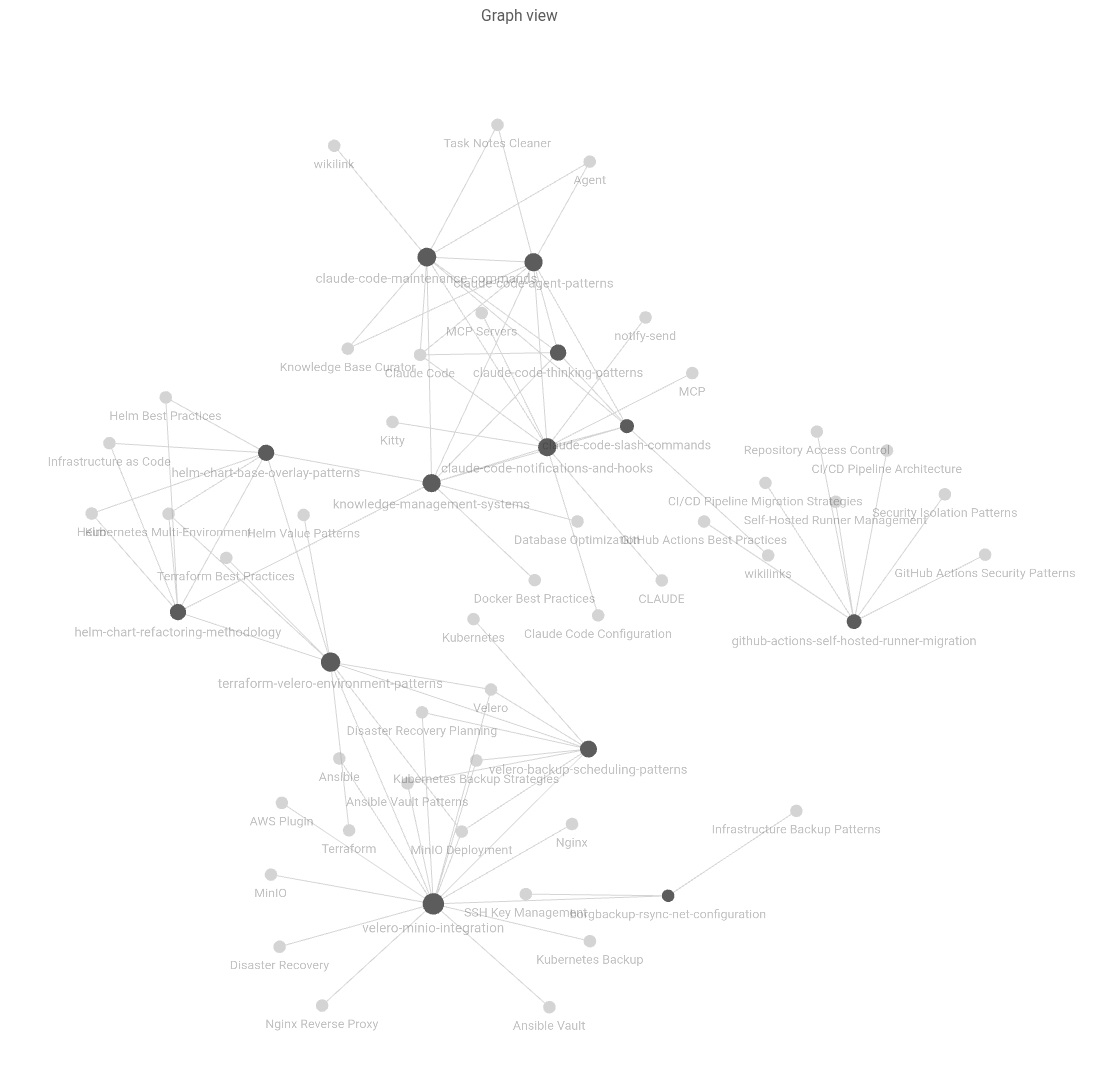 Graph view
Task Notes Cleaner
wikilink
Agent
claude-code-maintenance-commands
claude-code-agent-patterns
MCP Servers
notify-send
Knowledge Base Curator
Claude Code
claude-code-thinking-patterns
MCP
Helm Best Practices
Kitty
claude-code-slash-commands
Repository Access Control
Infrastructure as Code
helm-chart-base-overlay-patterns
claude-code-notifications-and-hooks
CI/CD Pipeline Architecture
knowledge-management-systems
CI/CD Pipeline Migration Strategies
Security Isolation Patterns
Self-Hosted Runner Management
Helm
Kubernetes Multi-Environment
Helm Value Patterns
Database Optimization
GitHub Actions Best Practices
Terraform Best Practices
wikilinks
GitHub Actions Security Patterns
Docker Best Practices
CLAUDE
helm-chart-refactoring-methodology
Kubernetes
Claude Code Configuration
github-actions-self-hosted-runner-migration
terraform-velero-environment-patterns
Velero
Disaster Recovery Planning
velero-backup-scheduling-patterns
Ansible
Kubernetes Backup Strategies
Ansible Vault Patterns
AWS Plugin
Infrastructure Backup Patterns
Terraform
MinIO Deployment
Nginx
MinIO
SSH Key Management
borgbackup-rsync-net-configuration
velero-minio-integration
Disaster Recovery
Kubernetes Backup
Nginx Reverse Proxy
Ansible Vault